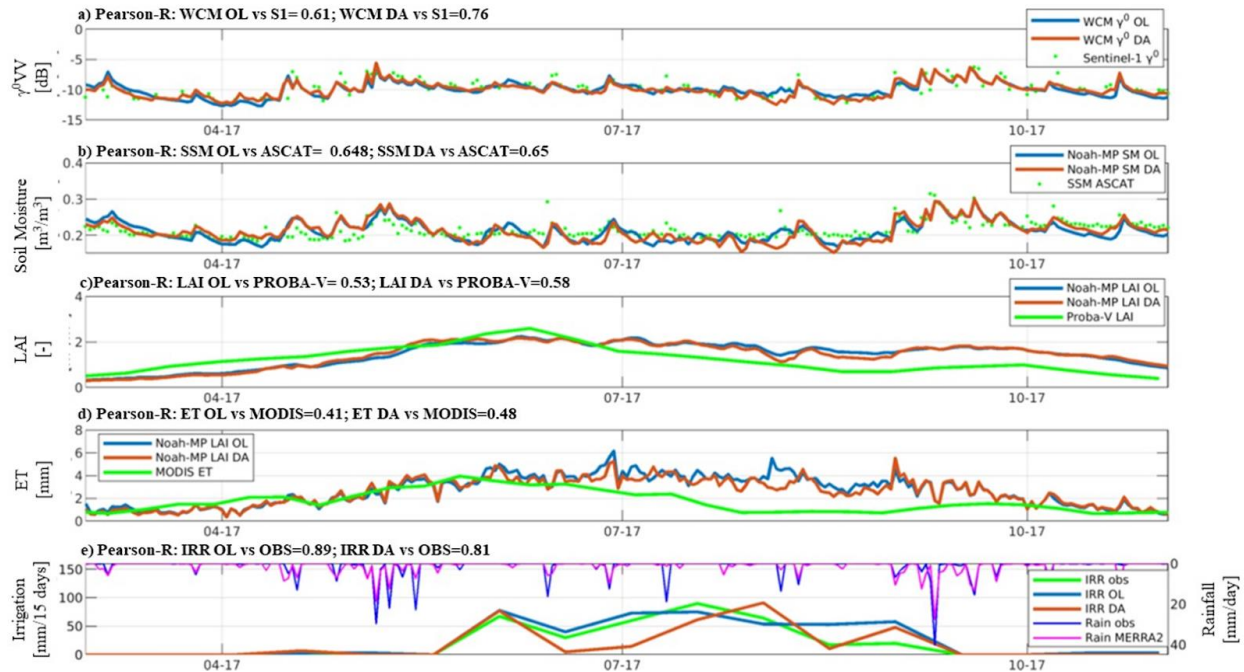 a) Pearson-R: WCM OL vs S1= 0.61; WCM DA vs S1=0.76
γ⁰VV
[dB]
0
-5
-10
-15
WCM γ⁰ OL
WCM γ⁰ DA
Sentinel-1 γ⁰
04-17
07-17
10-17
b) Pearson-R: SSM OL vs ASCAT= 0.648; SSM DA vs ASCAT=0.65
Soil Moisture
[m³/m³]
0.4
0.3
0.2
Noah-MP SM OL
Noah-MP SM DA
SSM ASCAT
04-17
07-17
10-17
c)Pearson-R: LAI OL vs PROBA-V= 0.53; LAI DA vs PROBA-V=0.58
LAI
[-]
4
2
0
Noah-MP LAI OL
Noah-MP LAI DA
Proba-V LAI
04-17
07-17
10-17
d) Pearson-R: ET OL vs MODIS=0.41; ET DA vs MODIS=0.48
ET
[mm]
8
6
4
2
0
Noah-MP LAI OL
Noah-MP LAI DA
MODIS ET
04-17
07-17
10-17
e) Pearson-R: IRR OL vs OBS=0.89; IRR DA vs OBS=0.81
Irrigation
[mm/15 days]
150
100
50
0
IRR obs
IRR OL
IRR DA
Rain obs
Rain MERRA2
0
20
40
Rainfall
[mm/day]
04-17
07-17
10-17